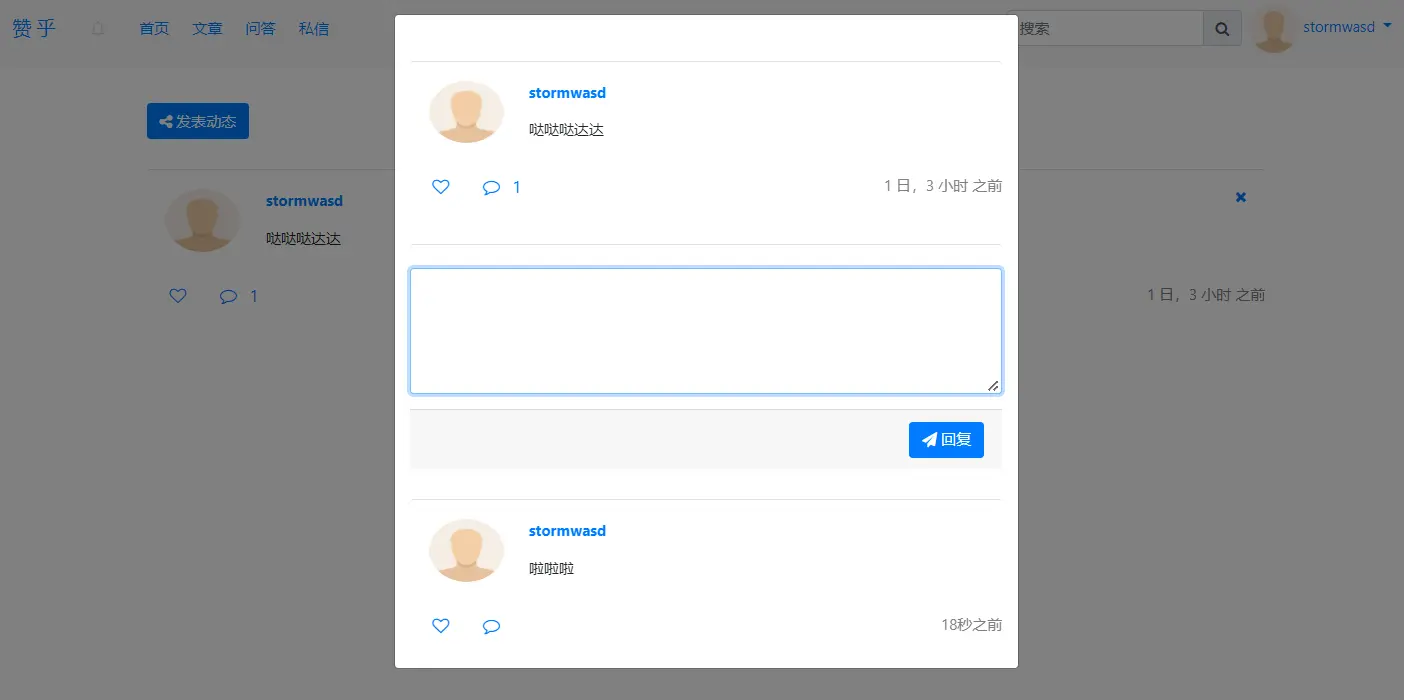 赞乎 首页 文章 问答 私信 搜索 stormwasd
发表动态
stormwasd
哒哒哒达达
1 1 日，3 小时 之前
stormwasd
哒哒哒达达
1 1 日，3 小时 之前
回复
stormwasd
啦啦啦
18秒之前